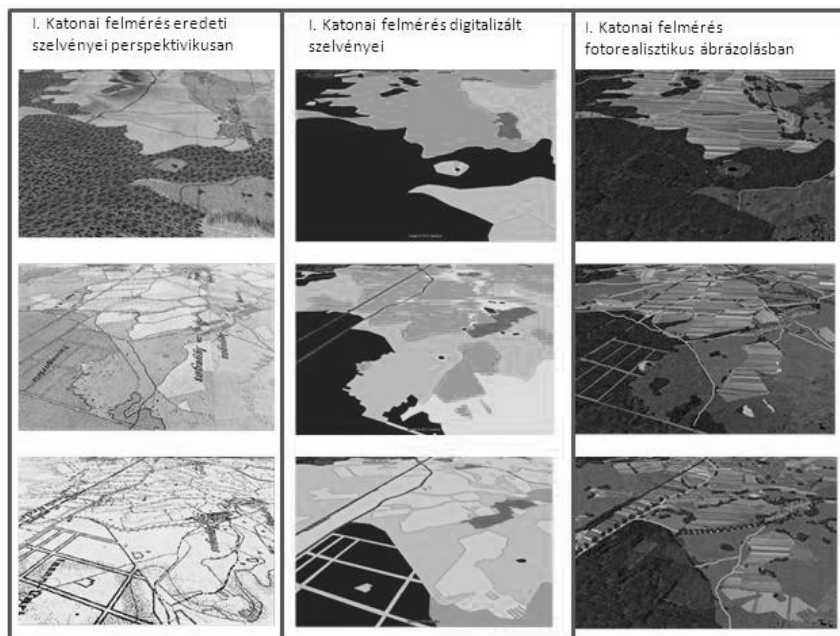 I. Katonai felmérés eredeti
szelvényei perspektivikusan
I. Katonai felmérés digitalizált
szelvényei
I. Katonai felmérés
fotorealisztikus ábrázolásban